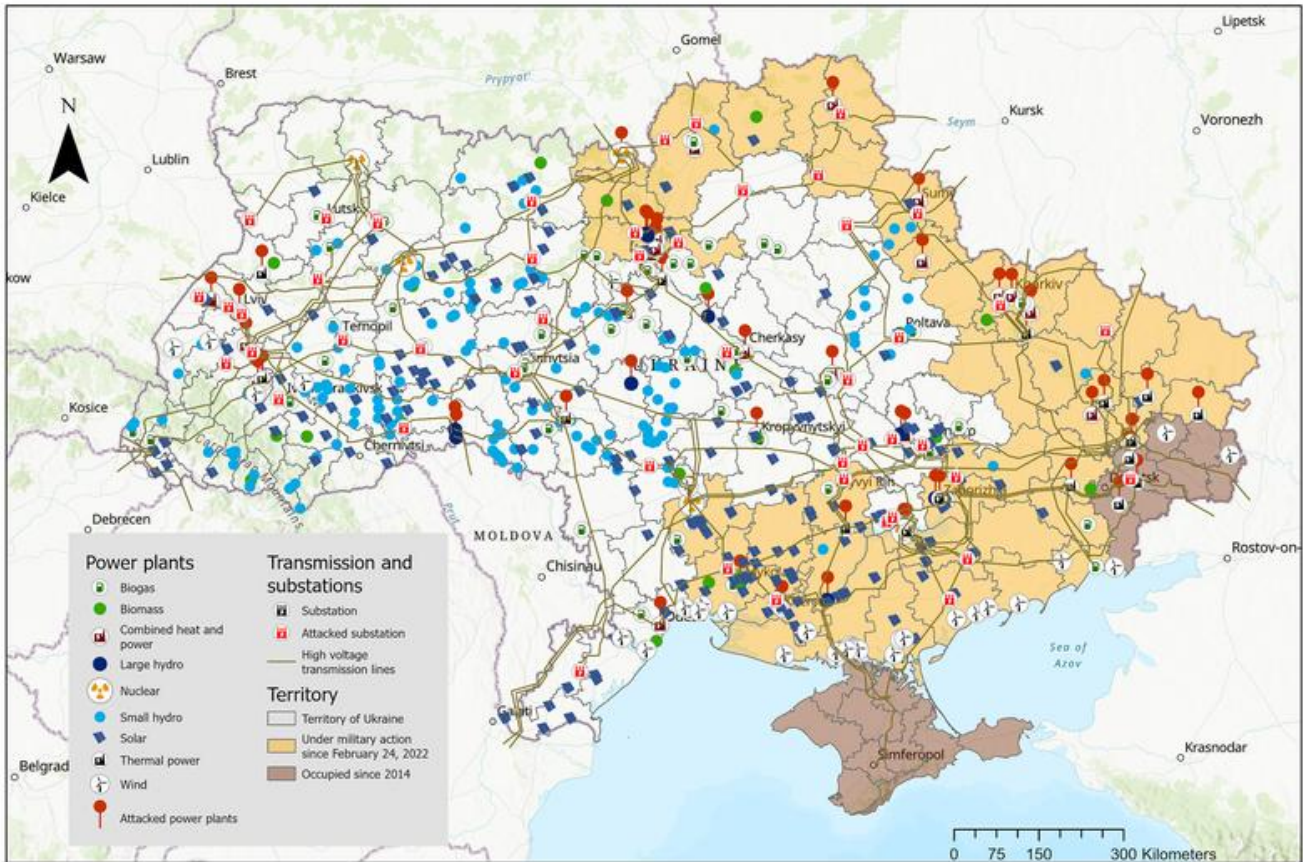 Lipetsk
Gomel
Warsaw
Brest
Prypyat'
Kursk
Seym
Voronezh
N
Lublin
Kielce
Lutsk
Sumy
Lviv
Kharkiv
Ternopil
Poltava
Cherkasy
Vinnytsia
UKRAINE
Kosice
Kropyvnytskyi
Chernivtsi
Carpathian Mountains
Kryvyi Rih
Debrecen
Prut
MOLDOVA
Chisinau
Rostov-on-
Sea of
Azov
Galati
Simferopol
Krasnodar
Belgrad
Power plants
Biogas
Biomass
Combined heat and
power
Large hydro
Nuclear
Small hydro
Solar
Thermal power
Wind
Attacked power plants
Transmission and
substations
Substation
Attacked substation
High voltage
transmission lines
Territory
Territory of Ukraine
Under military action
since February 24, 2022
Occupied since 2014
0 75 150 300 Kilometers